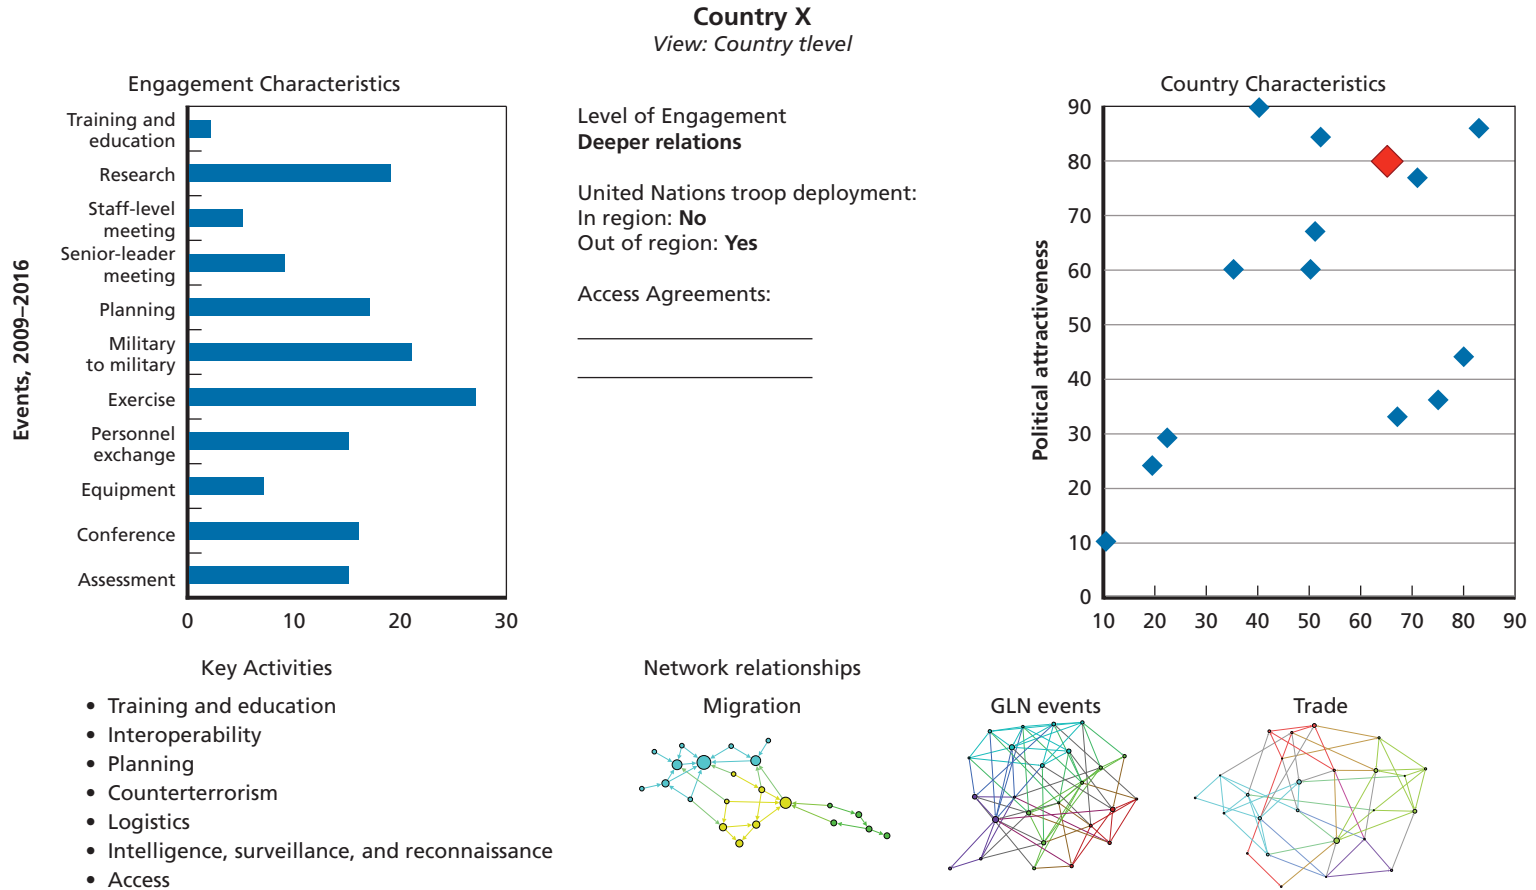 Country X
View: Country tlevel
Engagement Characteristics
Events, 2009–2016
Training and
education
Research
Staff-level
meeting
Senior-leader
meeting
Planning
Military
to military
Exercise
Personnel
exchange
Equipment
Conference
Assessment
0 10 20 30
Level of Engagement
Deeper relations
United Nations troop deployment:
In region: No
Out of region: Yes
Access Agreements:
Country Characteristics
Political attractiveness
90
80
70
60
50
40
30
20
10
0
10 20 30 40 50 60 70 80 90
Key Activities
• Training and education
• Interoperability
• Planning
• Counterterrorism
• Logistics
• Intelligence, surveillance, and reconnaissance
• Access
Network relationships
Migration
GLN events
Trade